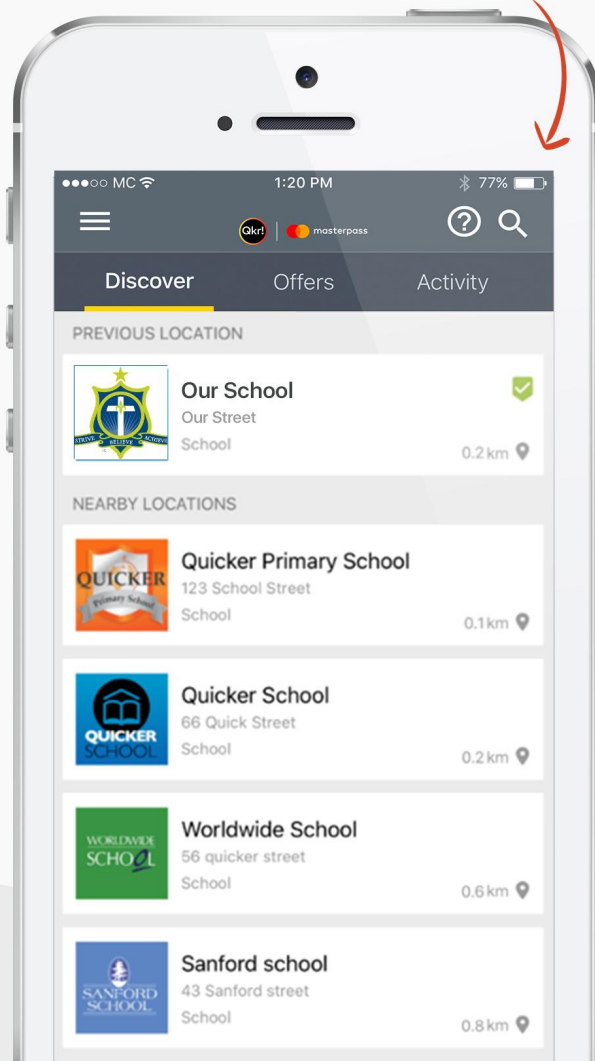 MC 1:20 PM 77%
Qkr! masterpass
Discover Offers Activity
PREVIOUS LOCATION
Our School
Our Street
School
0.2 km
STRIVE BELIEVE ACHIEVE
NEARBY LOCATIONS
QUICKER
Primary School
Quicker Primary School
123 School Street
School
0.1 km
QUICKER
SCHOOL
Quicker School
66 Quick Street
School
0.2 km
WORLDWIDE
SCHOOL
Worldwide School
56 quicker street
School
0.6 km
SANFORD
SCHOOL
Sanford school
43 Sanford street
School
0.8 km